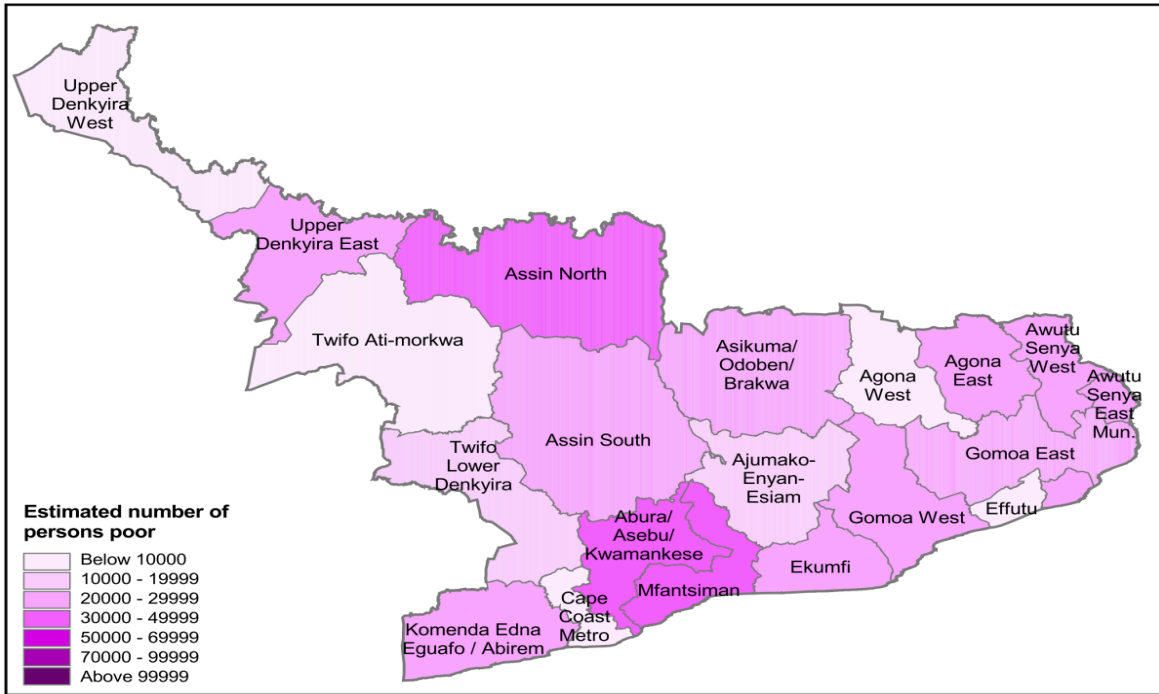 Upper
Denkyira
West
Upper
Denkyira East
Assin North
Twifo Ati-morkwa
Asikuma/
Odoben/
Brakwa
Agona
West
Agona
East
Awutu
Senya
West
Awutu
Senya
East
Mun.
Assin South
Twifo
Lower
Denkyira
Ajumako-
Enyan-
Esiam
Gomoa East
Gomoa West
Effutu
Abura/
Asebu/
Kwamankese
Mfantsiman
Ekumfi
Cape
Coast
Metro
Komenda Edna
Eguafo / Abirem
Estimated number of
persons poor
Below 10000
10000 - 19999
20000 - 29999
30000 - 49999
50000 - 69999
70000 - 99999
Above 99999